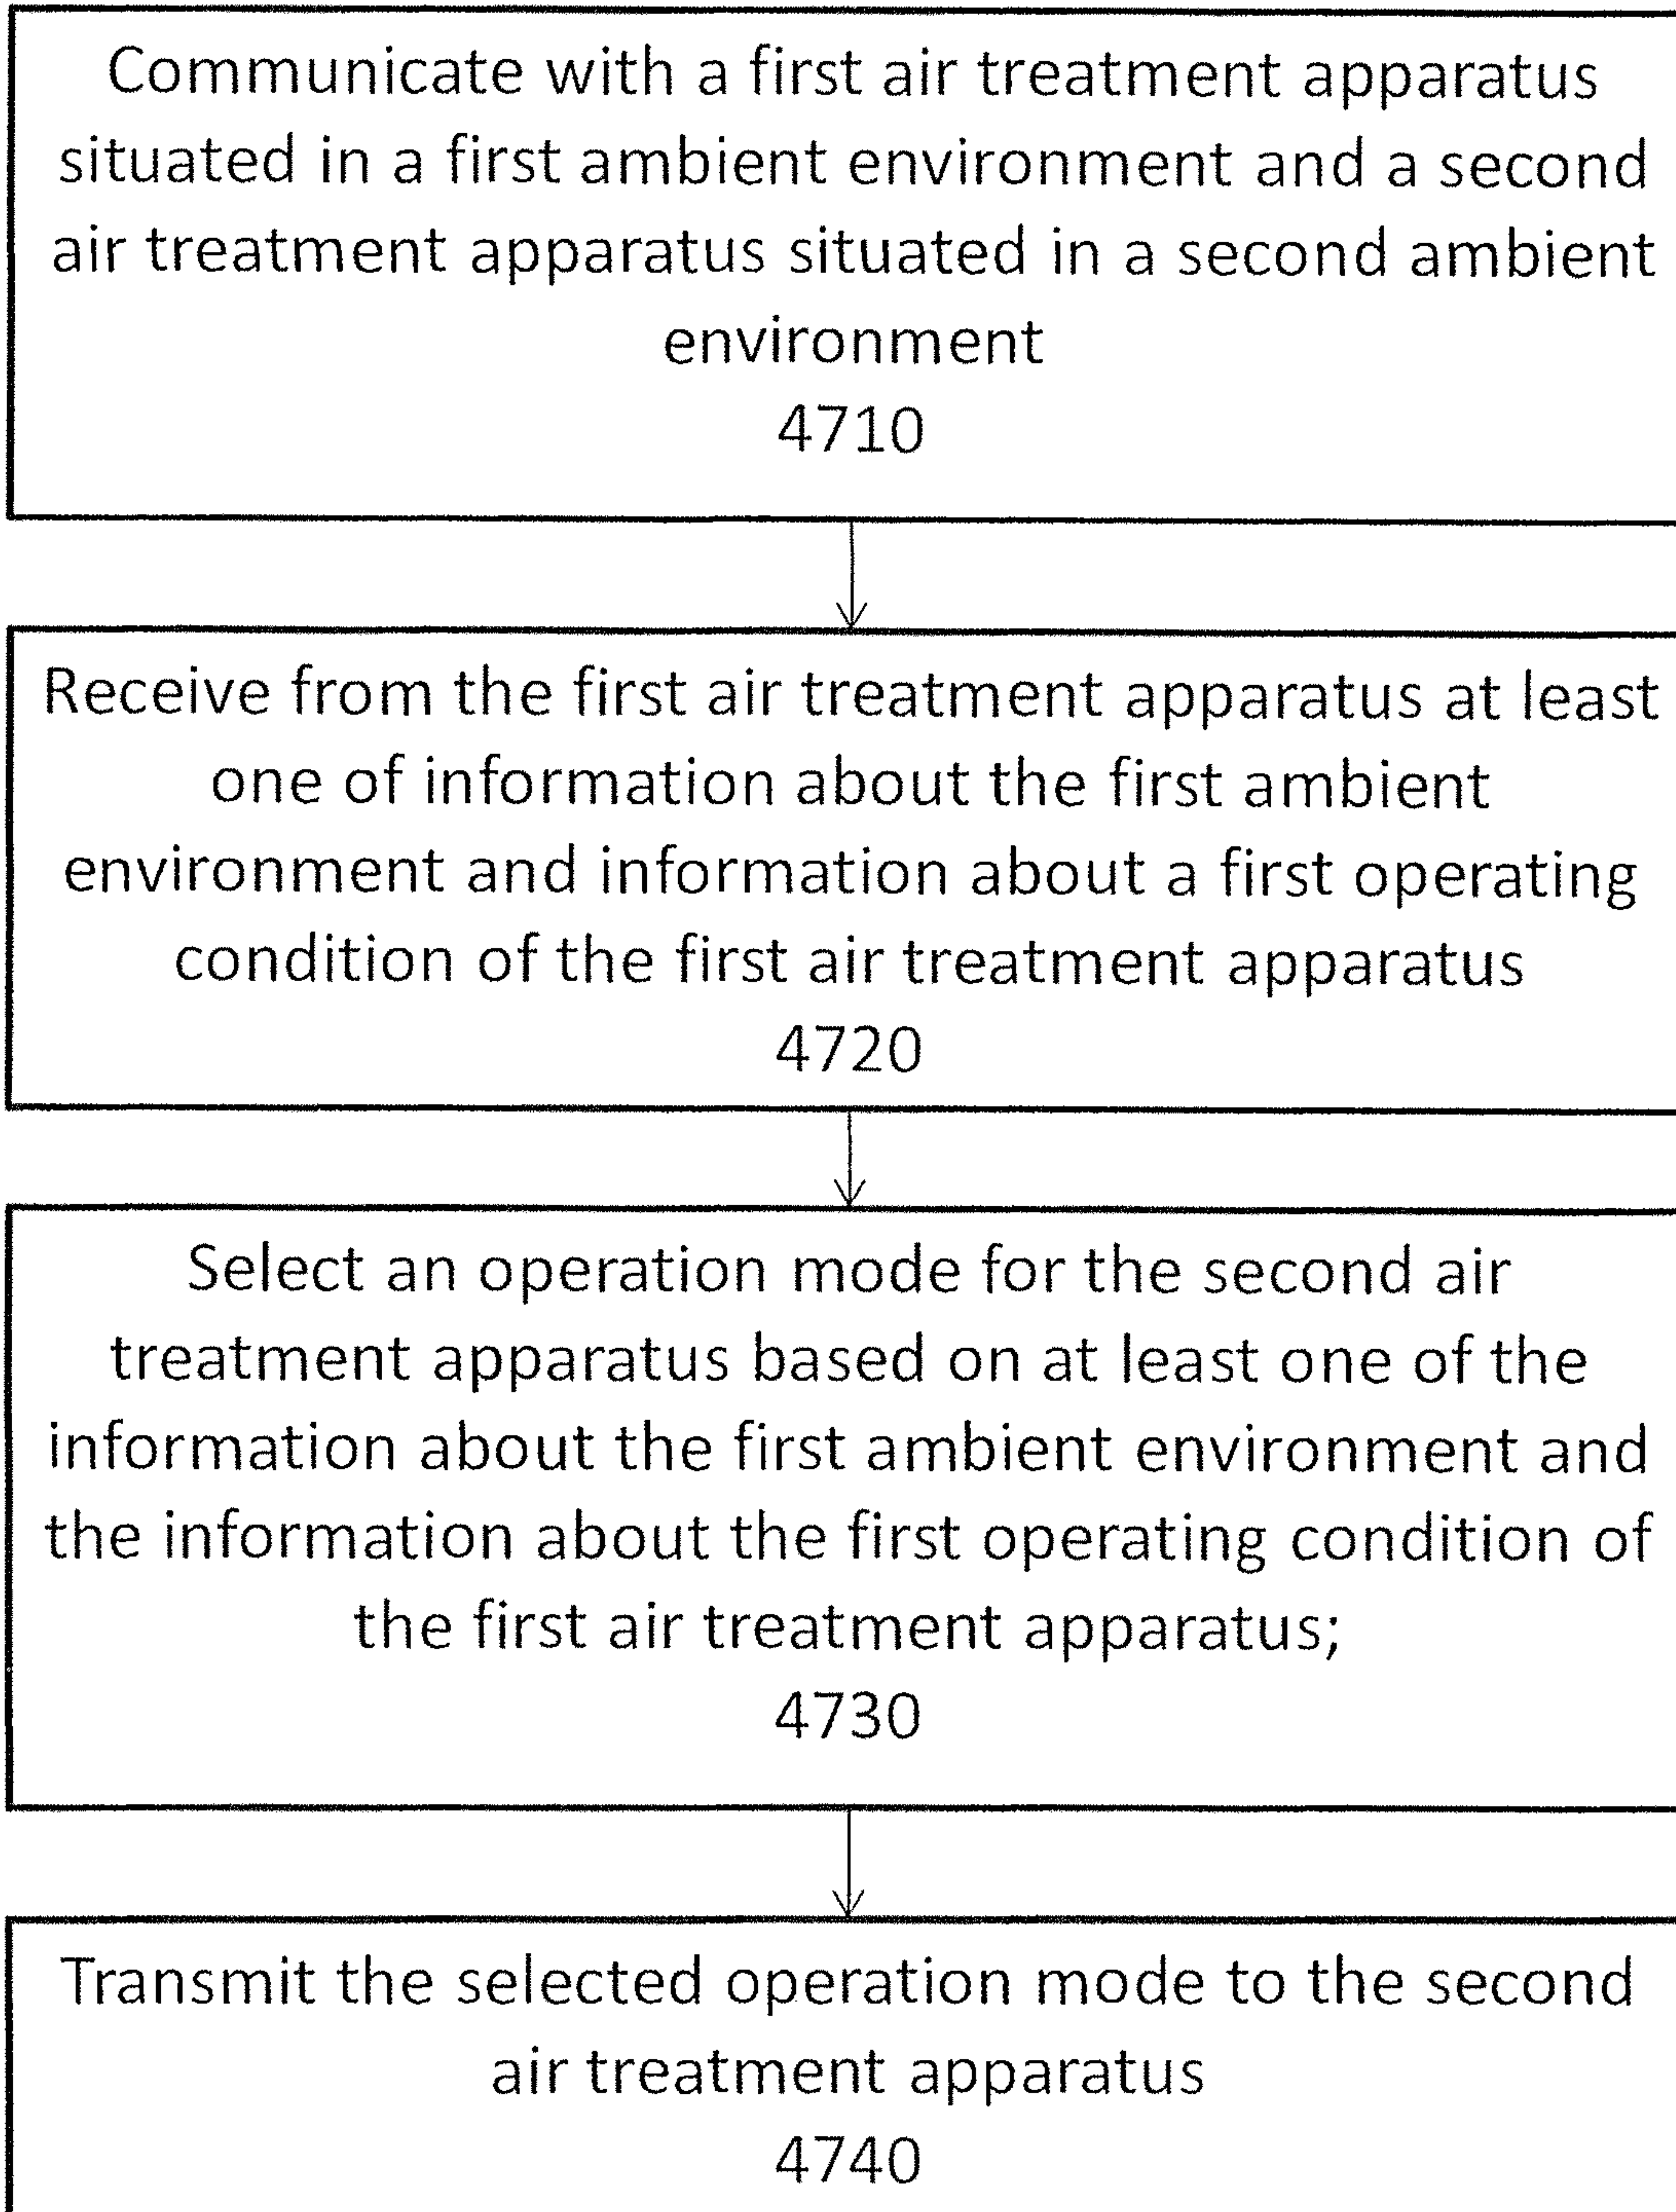 Communicate with a first air treatment apparatus
situated in a first ambient environment and a second
air treatment apparatus situated in a second ambient
environment
4710
Receive from the first air treatment apparatus at least
one of information about the first ambient
environment and information about a first operating
condition of the first air treatment apparatus
4720
Select an operation mode for the second air
treatment apparatus based on at least one of the
information about the first ambient environment and
the information about the first operating condition of
the first air treatment apparatus;
4730
Transmit the selected operation mode to the second
air treatment apparatus
4740